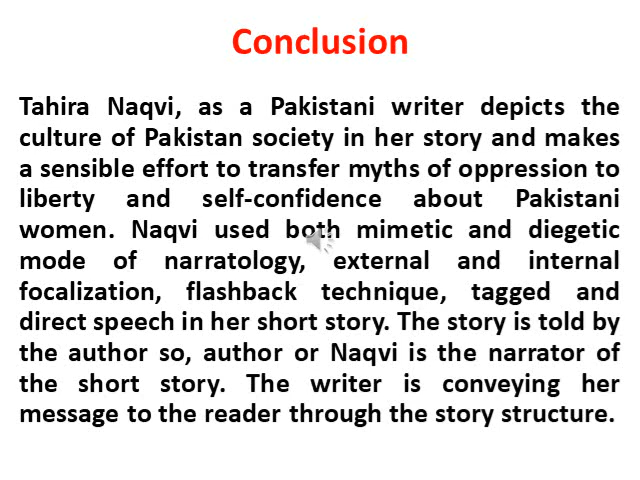 Conclusion
Tahira Naqvi, as a Pakistani writer depicts the
culture of Pakistan society in her story and makes
a sensible effort to transfer myths of oppression to
liberty and self-confidence about Pakistani
women. Naqvi used both mimetic and diegetic
mode of narratology, external and internal
focalization, flashback technique, tagged and
direct speech in her short story. The story is told by
the author so, author or Naqvi is the narrator of
the short story. The writer is conveying her
message to the reader through the story structure.